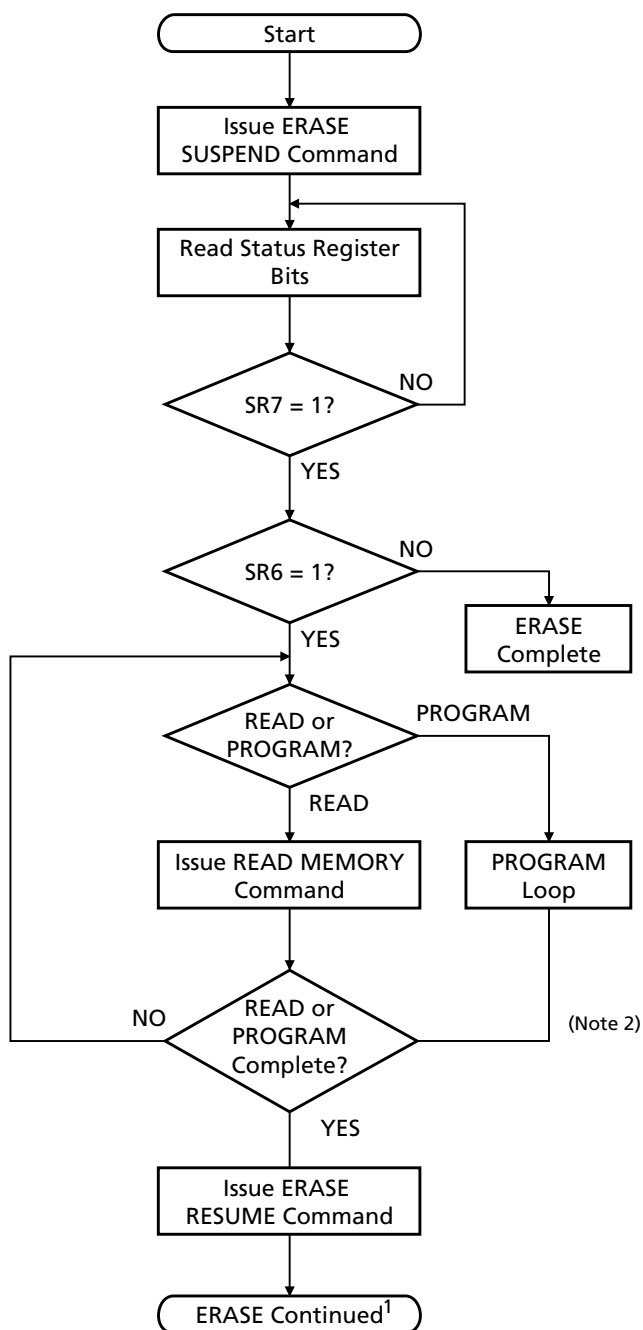 Start
Issue ERASE
SUSPEND Command
Read Status Register
Bits
SR7 = 1?
NO
YES
SR6 = 1?
NO
YES
ERASE
Complete
READ or
PROGRAM?
PROGRAM
READ
Issue READ MEMORY
Command
PROGRAM
Loop
READ or
PROGRAM
Complete?
NO
(Note 2)
YES
Issue ERASE
RESUME Command
ERASE Continued¹